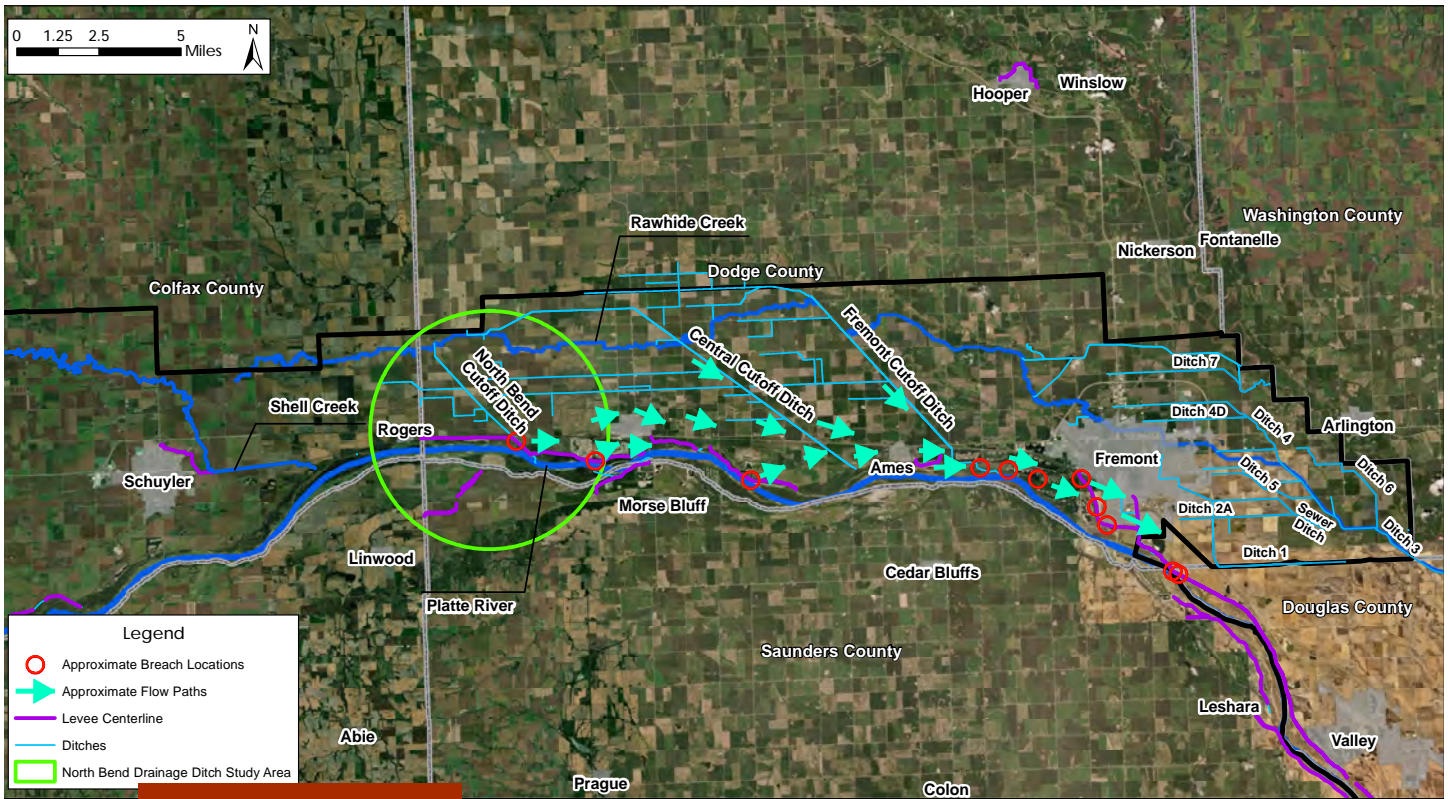 0 1.25 2.5 5
Miles
N
Hooper
Winslow
Washington County
Rawhide Creek
Nickerson
Fontanelle
Dodge County
Colfax County
North Bend
Cutoff Ditch
Central Cutoff Ditch
Fremont Cutoff Ditch
Ditch 7
Shell Creek
Ditch 4D
Ditch 4
Arlington
Rogers
Schuyler
Ames
Fremont
Ditch 5
Ditch 6
Morse Bluff
Ditch 2A
Sewer
Ditch
Ditch 3
Linwood
Ditch 1
Cedar Bluffs
Platte River
Douglas County
Saunders County
Leshara
Abie
Valley
Prague
Colon
Legend
Approximate Breach Locations
Approximate Flow Paths
Levee Centerline
Ditches
North Bend Drainage Ditch Study Area